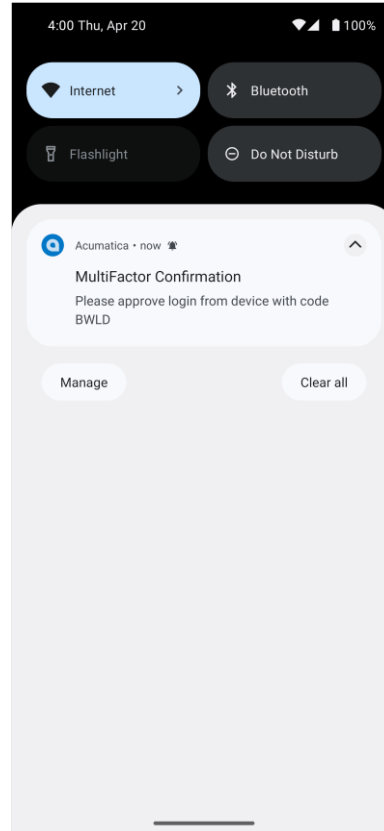 4:00 Thu, Apr 20
100%
Internet
Bluetooth
Flashlight
Do Not Disturb
Acumatica • now
MultiFactor Confirmation
Please approve login from device with code
BWLD
Manage
Clear all